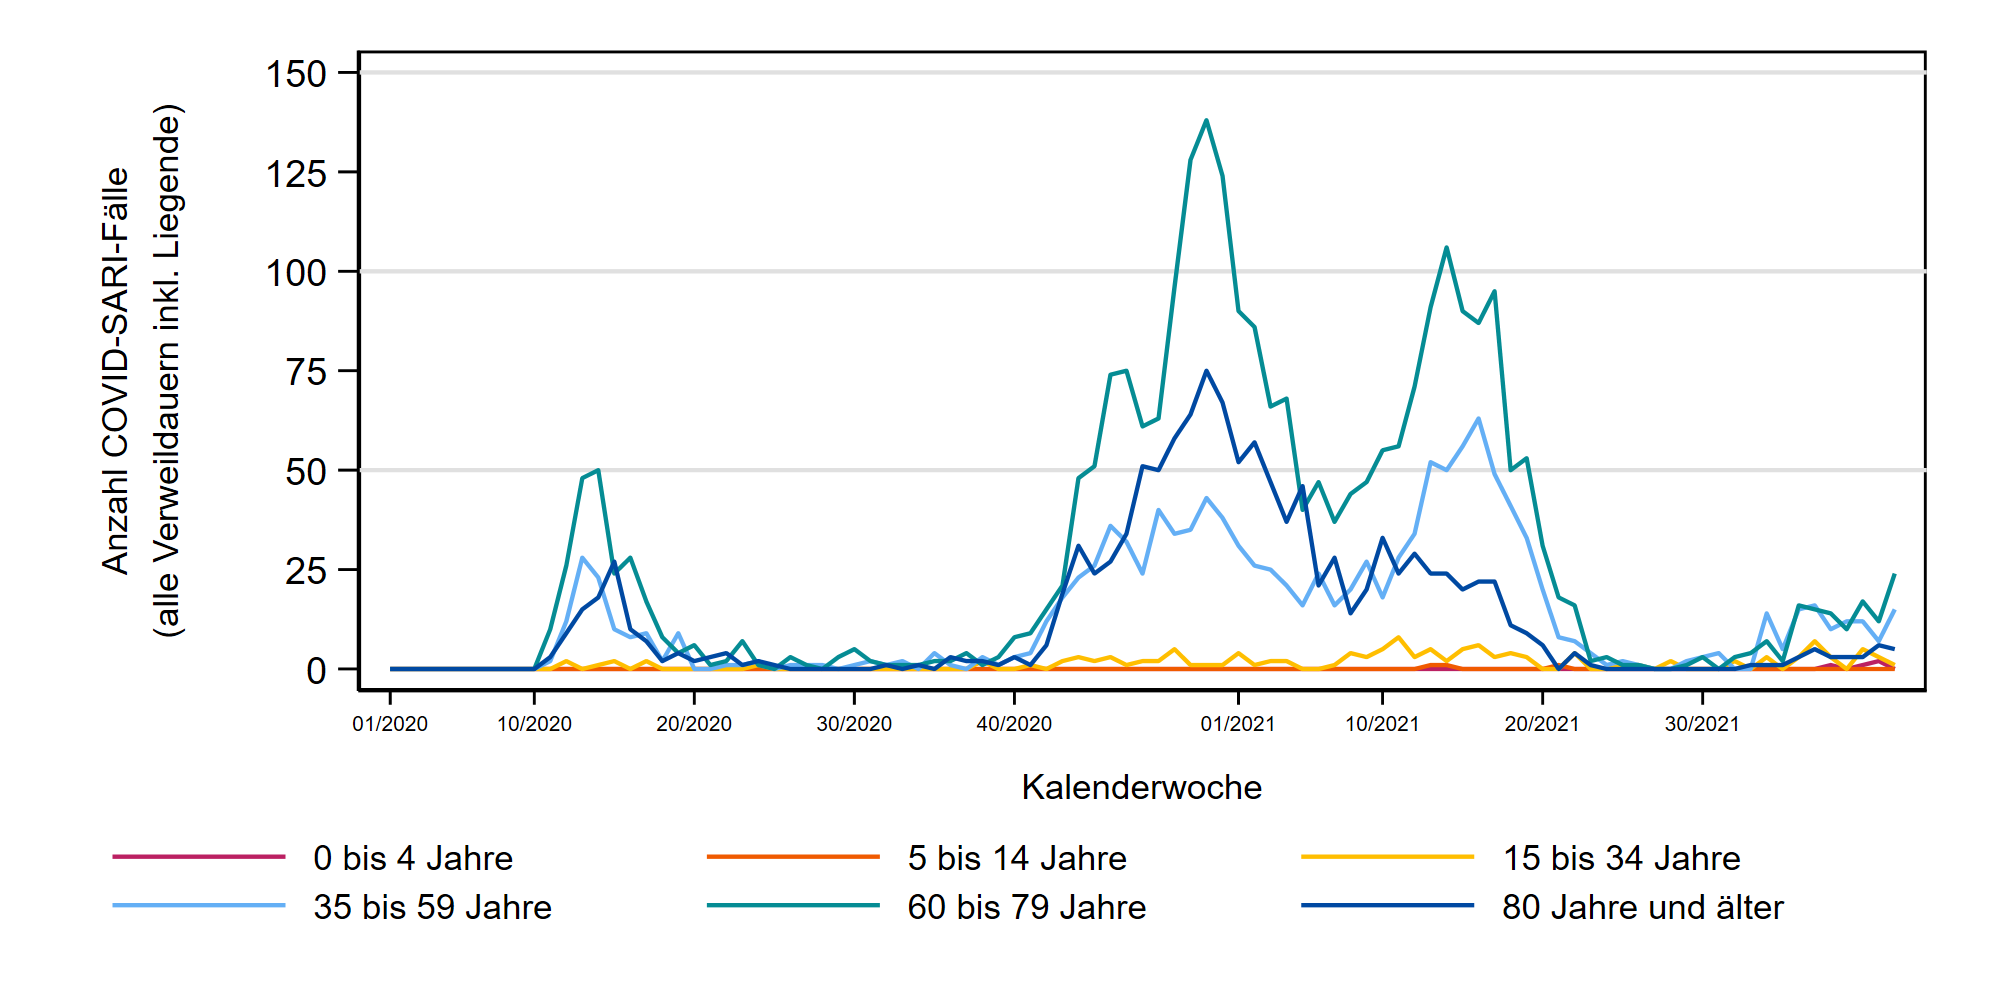 Anzahl COVID-SARI-Fälle
(alle Verweildauern inkl. Liegende)
150
125
100
75
50
25
0
01/2020 10/2020 20/2020 30/2020 40/2020 01/2021 10/2021 20/2021 30/2021
Kalenderwoche
0 bis 4 Jahre 5 bis 14 Jahre 15 bis 34 Jahre
35 bis 59 Jahre 60 bis 79 Jahre 80 Jahre und älter